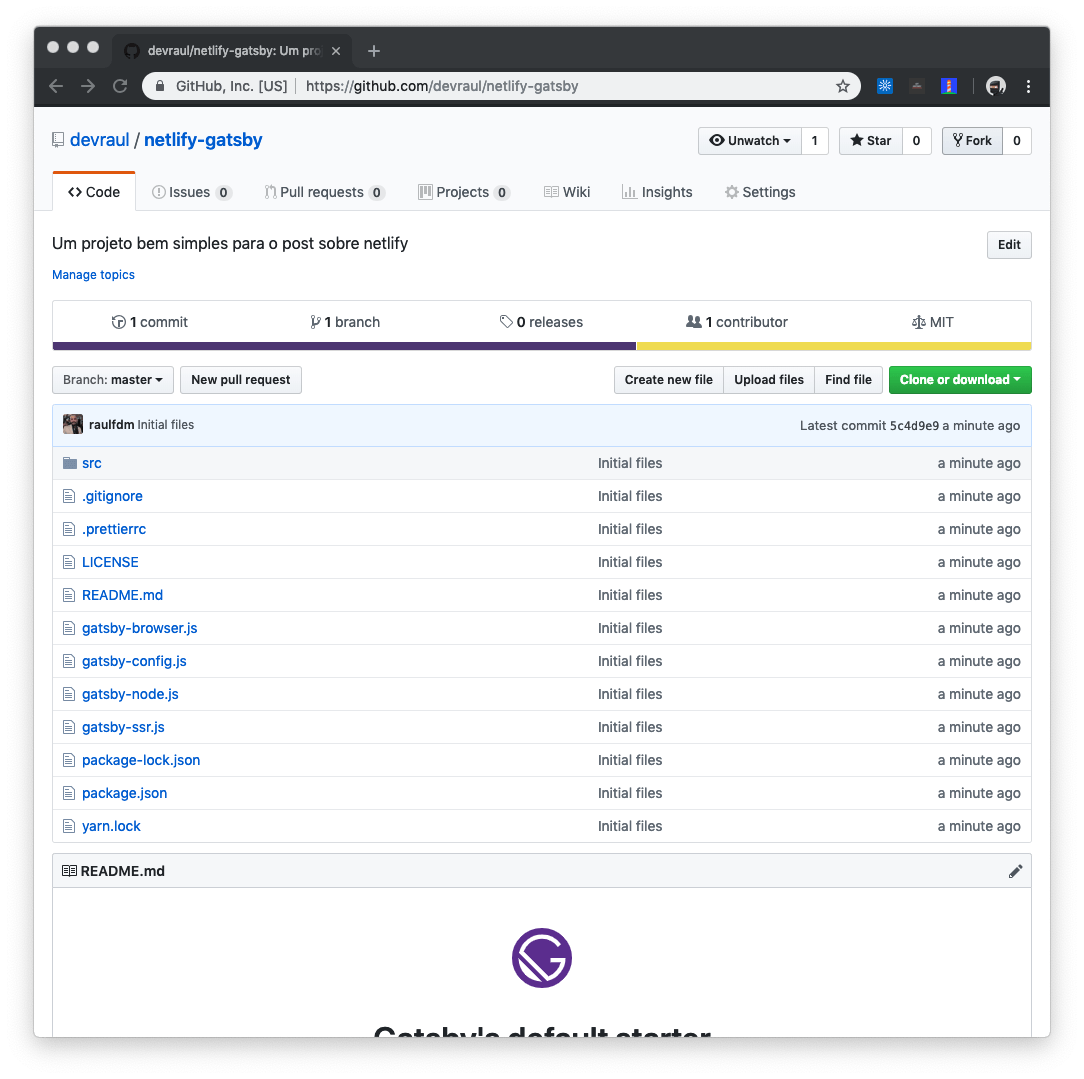 devraul/netlify-gatsby: Um pro
GitHub, Inc. [US] https://github.com/devraul/netlify-gatsby
devraul / netlify-gatsby Unwatch 1 Star 0 Fork 0
Code Issues 0 Pull requests 0 Projects 0 Wiki Insights Settings
Um projeto bem simples para o post sobre netlify Edit
Manage topics
1 commit 1 branch 0 releases 1 contributor MIT
Branch: master New pull request Create new file Upload files Find file Clone or download
raulfdm Initial files Latest commit 5c4d9e9 a minute ago
src Initial files a minute ago
.gitignore Initial files a minute ago
.prettierrc Initial files a minute ago
LICENSE Initial files a minute ago
README.md Initial files a minute ago
gatsby-browser.js Initial files a minute ago
gatsby-config.js Initial files a minute ago
gatsby-node.js Initial files a minute ago
gatsby-ssr.js Initial files a minute ago
package-lock.json Initial files a minute ago
package.json Initial files a minute ago
yarn.lock Initial files a minute ago
README.md
Gatsby's default starter